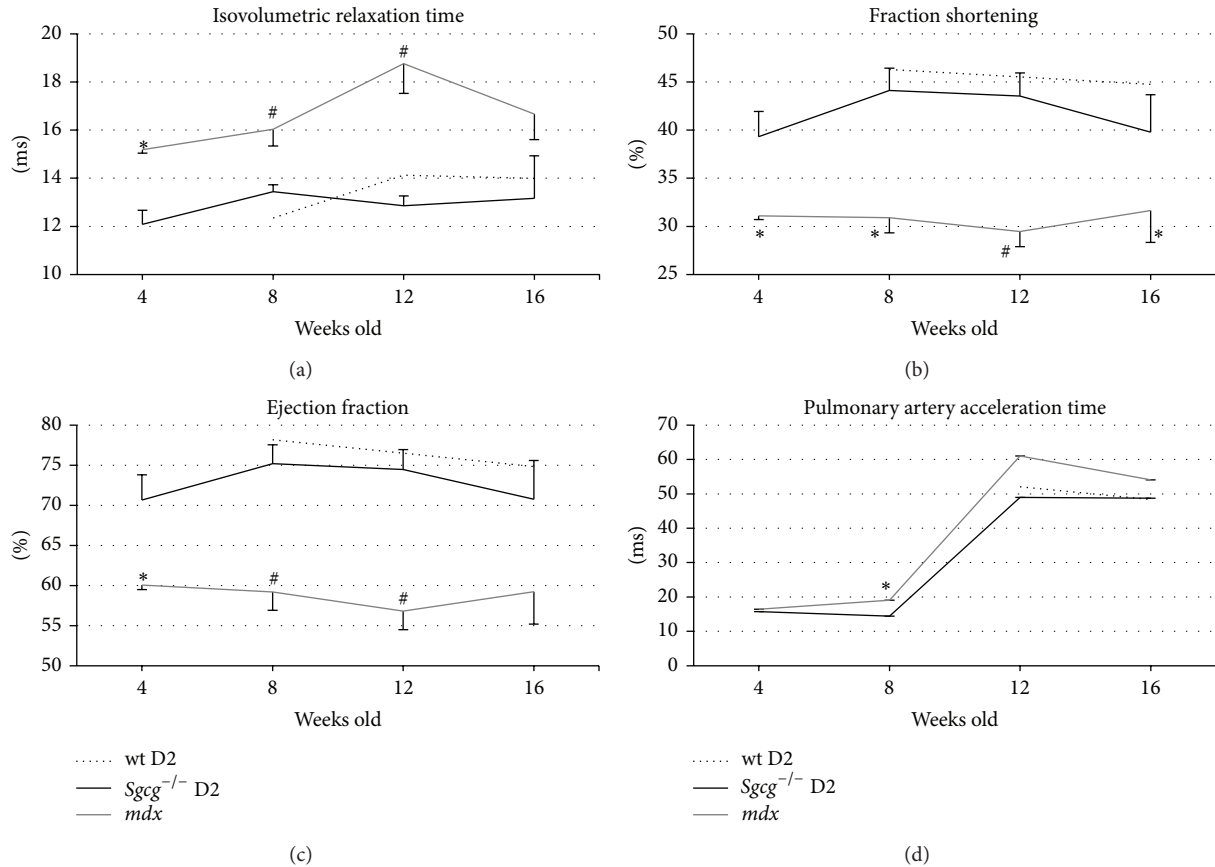 Isovolumetric relaxation time
20
18
16
14
12
10
(ms)
#
#
*
4 8 12 16
Weeks old
(a)
Fraction shortening
50
45
40
35
30
25
(%)
* * # *
4 8 12 16
Weeks old
(b)
Ejection fraction
80
75
70
65
60
55
50
(%)
* # #
4 8 12 16
Weeks old
wt D2
Sgcg−/− D2
mdx
(c)
Pulmonary artery acceleration time
70
60
50
40
30
20
10
0
(ms)
*
4 8 12 16
Weeks old
wt D2
Sgcg−/− D2
mdx
(d)